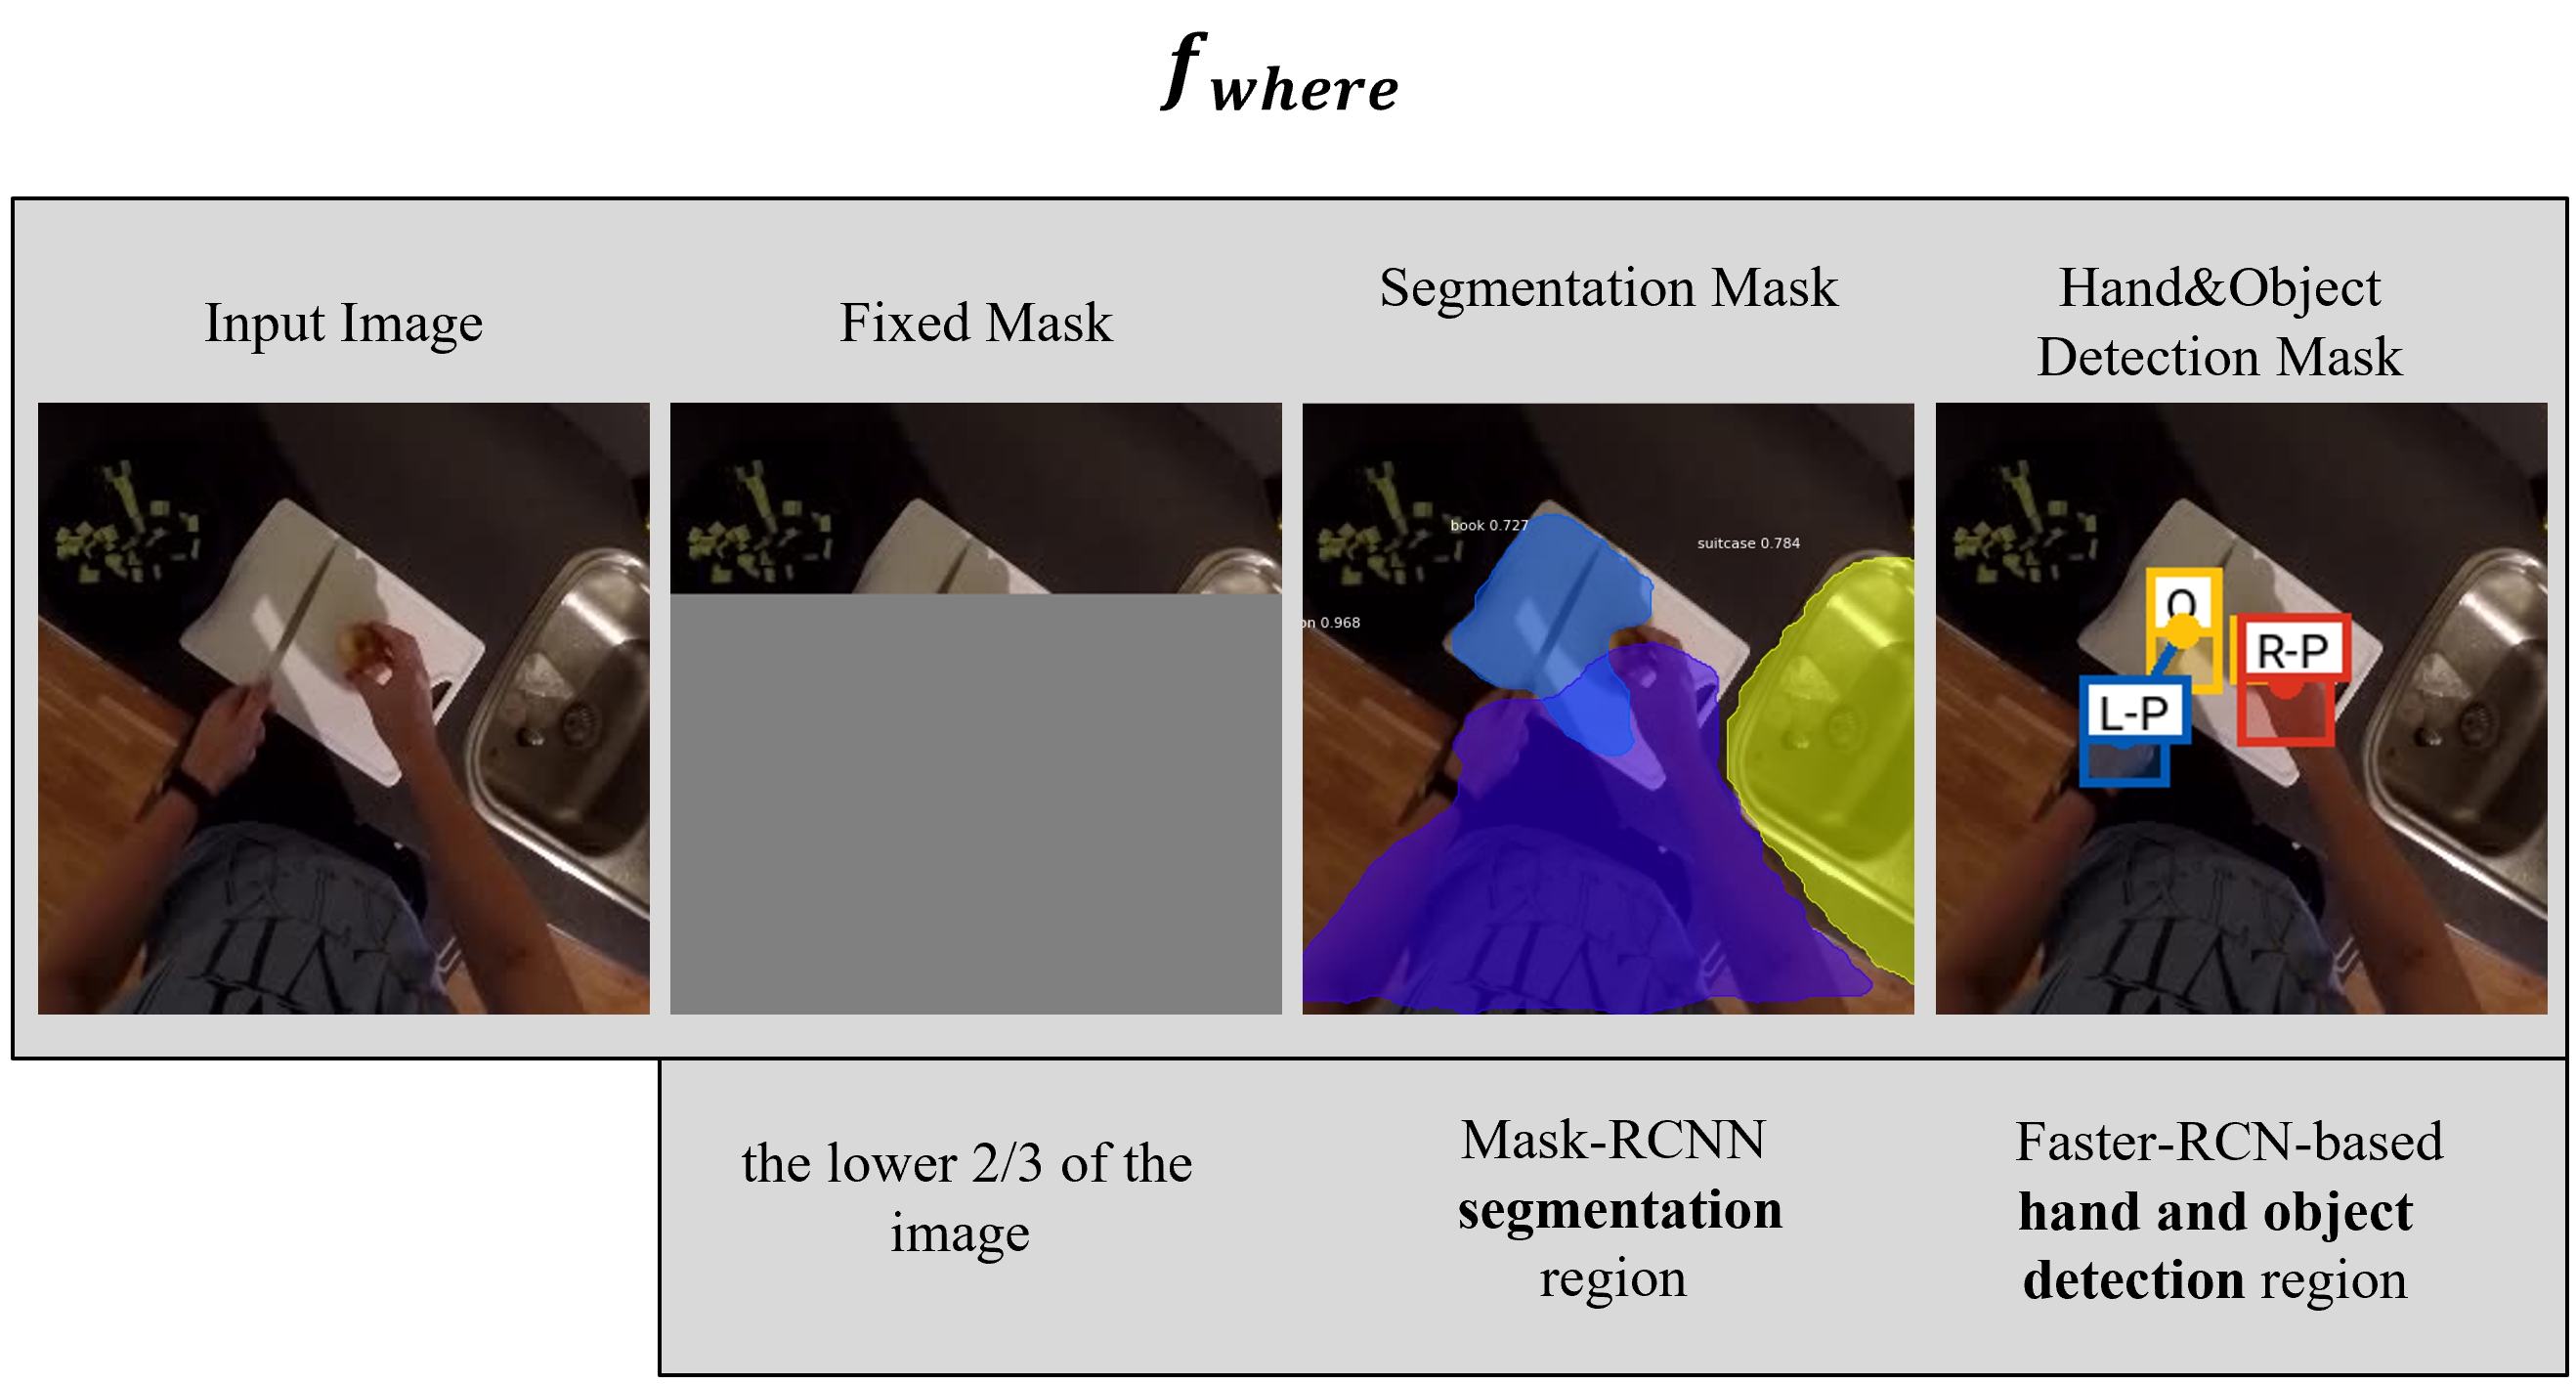 f where
Input Image
Fixed Mask
Segmentation Mask
Hand&Object
Detection Mask
book 0.727
suitcase 0.784
on 0.968
O
R-P
L-P
the lower 2/3 of the
image
Mask-RCNN
segmentation
region
Faster-RCN-based
hand and object
detection region